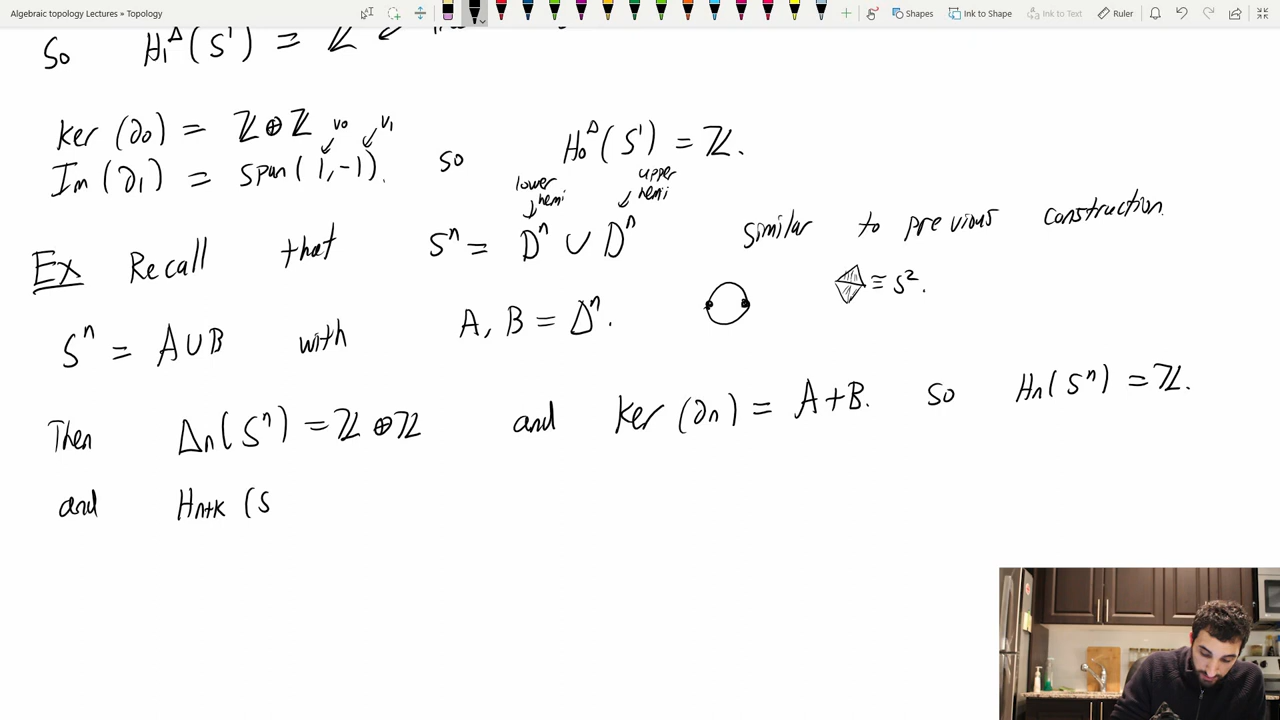 Algebraic topology Lectures » Topology
Shapes
Ink to Shape
Ink to Text
Ruler
So H₁^Δ(S¹) = ℤ
ker(∂₀) = ℤ⊕ℤ
v₀ v₁
Im(∂₁) = span(1,-1). so H₀^Δ(S¹) = ℤ.
lower hemi upper hemi
Ex Recall that Sⁿ = Dⁿ ∪ Dⁿ similar to previous construction.
≅ S².
Sⁿ = A∪B with A, B = Δⁿ.
Then Δₙ(Sⁿ) = ℤ⊕ℤ and ker(∂ₙ) = A+B. so Hₙ(Sⁿ) = ℤ.
and Hₙ₊ₖ (S